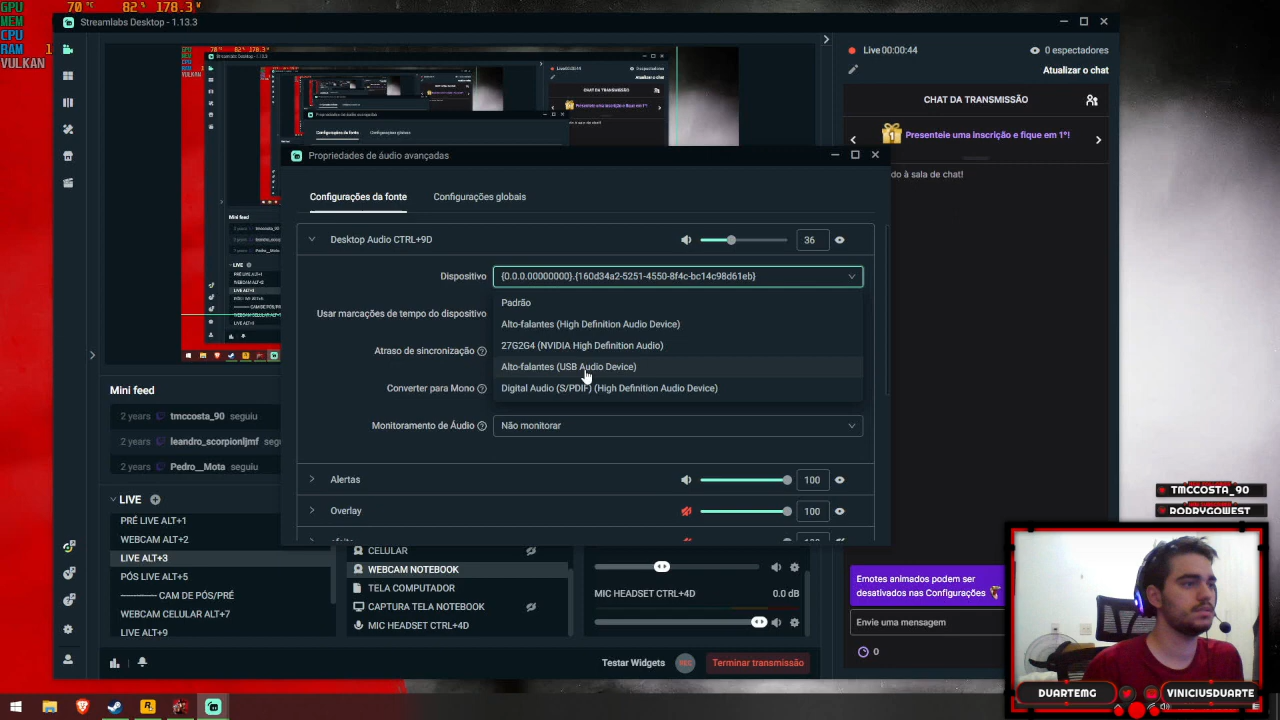 GPU 70 °C 82 % 178.3 W
MEM
CPU
RAM 1
VULKAN
Streamlabs Desktop - 1.13.3
Live 00:00:44
0 espectadores
Atualizar o chat
CHAT DA TRANSMISSÃO
1
Presenteie uma inscrição e fique em 1°!
do à sala de chat!
Propriedades de áudio avançadas
Configurações da fonte
Configurações globais
Desktop Audio CTRL+9D
36
Dispositivo
{0.0.0.00000000}.{160d34a2-5251-4550-8f4c-bc14c98d61eb}
Padrão
Usar marcações de tempo do dispositivo
Alto-falantes (High Definition Audio Device)
27G2G4 (NVIDIA High Definition Audio)
Atraso de sincronização
Alto-falantes (USB Audio Device)
Converter para Mono
Digital Audio (S/PDIF) (High Definition Audio Device)
Monitoramento de Áudio
Não monitorar
Alertas
100
Overlay
100
Mini feed
2 years tmccosta_90 seguiu
2 years leandro_scorpionljmf segu
2 years Pedro__Mota seguiu
LIVE
PRÉ LIVE ALT+1
WEBCAM ALT+2
LIVE ALT+3
PÓS LIVE ALT+5
---------- CAM DE PÓS/PRÉ
WEBCAM CELULAR ALT+7
LIVE ALT+9
CELULAR
WEBCAM NOTEBOOK
TELA COMPUTADOR
CAPTURA TELA NOTEBOOK
MIC HEADSET CTRL+4D
MIC HEADSET CTRL+4D
0.0 dB
Testar Widgets
REC
Terminar transmissão
Emotes animados podem ser
desativados nas Configurações
Envie uma mensagem
0
TMCCOSTA_90
RODRYGOWEST
DUARTEMG
VINICIUSDUARTE